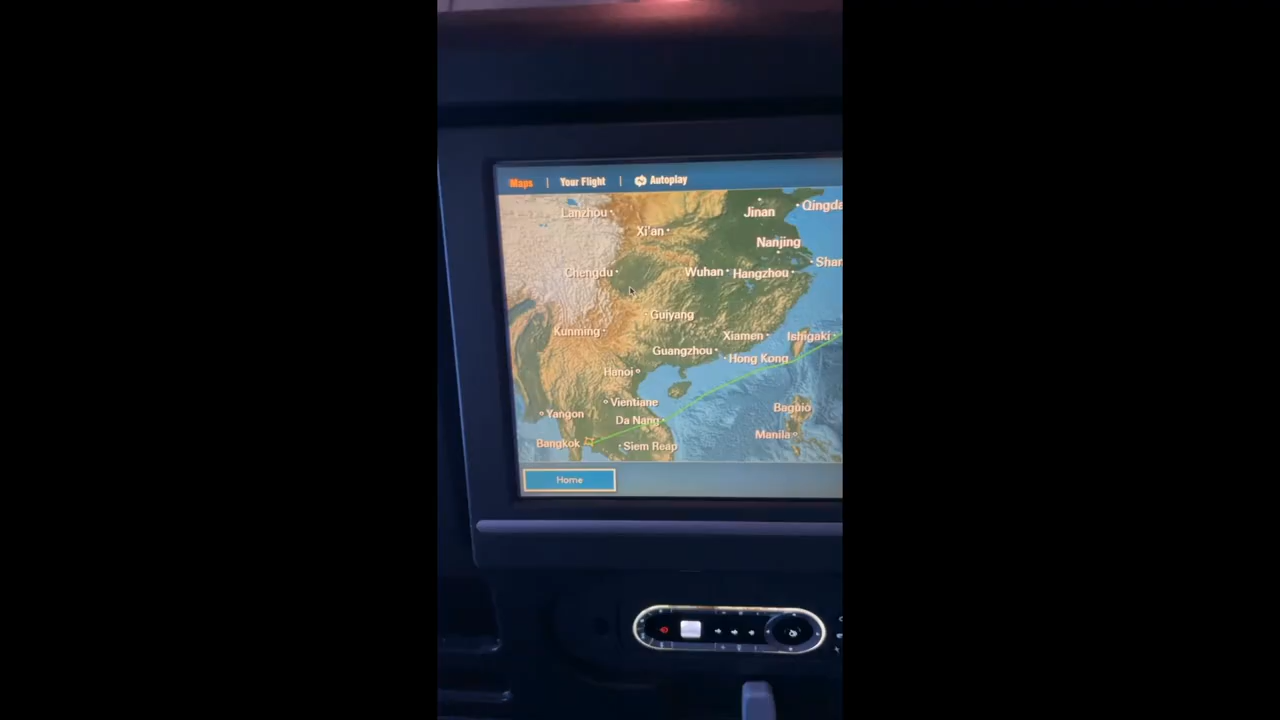 Maps | Your Flight | Autoplay
Lanzhou
Jinan
Qingda
Xi'an
Nanjing
Shan
Chengdu
Wuhan
Hangzhou
Guiyang
Kunming
Xiamen
Ishigaki
Guangzhou
Hong Kong
Hanoi
Vientiane
Yangon
Baguio
Da Nang
Manila
Bangkok
Siem Reap
Home